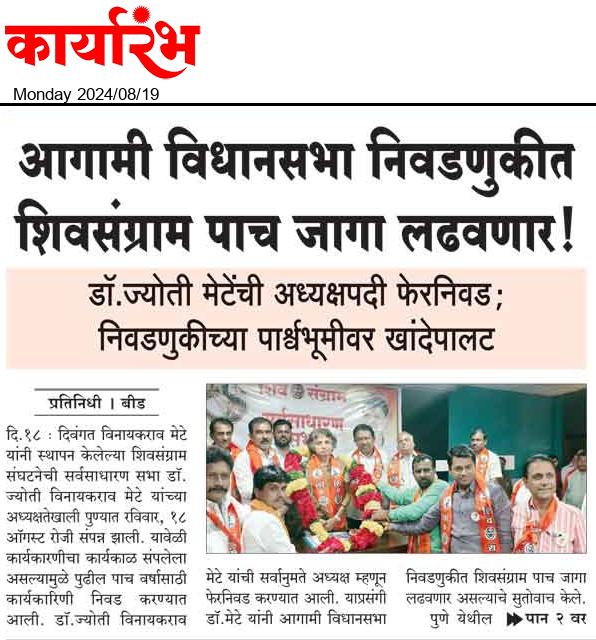 कार्यारंभ
Monday 2024/08/19
आगामी विधानसभा निवडणुकीत
शिवसंग्राम पाच जागा लढवणार!
डॉ.ज्योती मेटेंची अध्यक्षपदी फेरनिवड;
निवडणुकीच्या पार्श्वभूमीवर खांदेपालट
प्रतिनिधी । बीड
दि.१८ : दिवंगत विनायकराव मेटे
यांनी स्थापन केलेल्या शिवसंग्राम
संघटनेची सर्वसाधारण सभा डॉ.
ज्योती विनायकराव मेटे यांच्या
अध्यक्षतेखाली पुण्यात रविवार, १८
ऑगस्ट रोजी संपन्न झाली. यावेळी
कार्यकारणीचा कार्यकाळ संपलेला
असल्यामुळे पुढील पाच वर्षासाठी
कार्यकारिणी निवड करण्यात
आली. डॉ.ज्योती विनायकराव
शिव संग्राम
सर्वसाधारण
मेटे यांची सर्वानुमते अध्यक्ष म्हणून
फेरनिवड करण्यात आली. याप्रसंगी
डॉ.मेटे यांनी आगामी विधानसभा
निवडणुकीत शिवसंग्राम पाच जागा
लढवणार असल्याचे सुतोवाच केले.
पुणे येथील पान २ वर